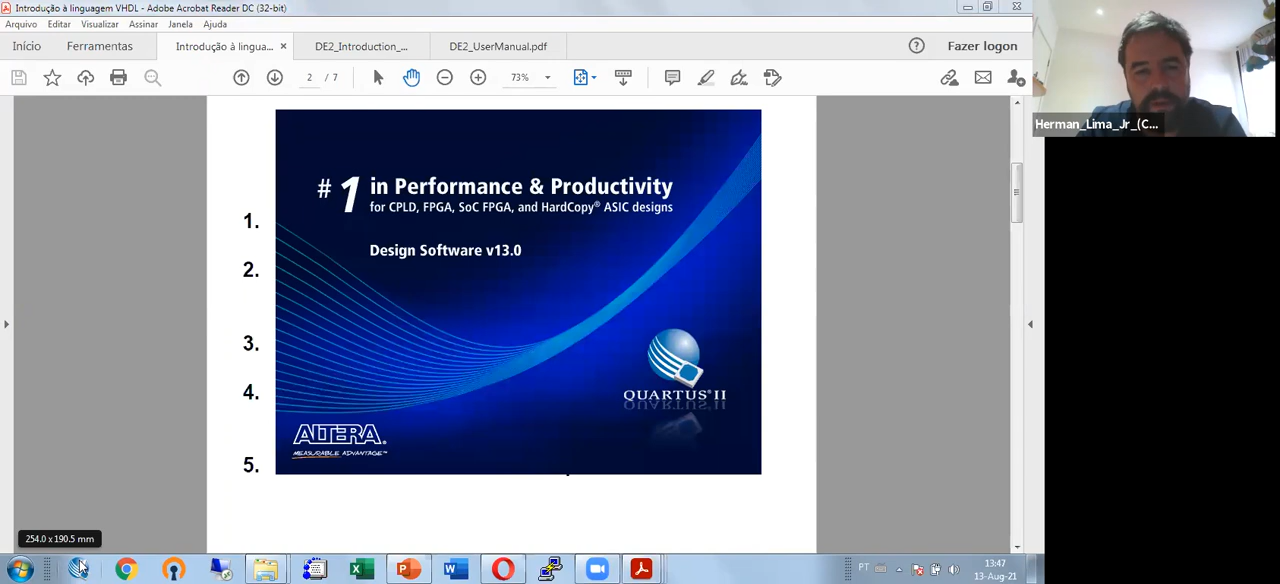 Introdução à linguagem VHDL - Adobe Acrobat Reader DC (32-bit)
Arquivo Editar Visualizar Assinar Janela Ajuda
Início Ferramentas Introdução à lingua... × DE2_Introduction_... DE2_UserManual.pdf Fazer logon
2 / 7 73%
Herman_Lima_Jr_(C...
# 1 in Performance & Productivity
for CPLD, FPGA, SoC FPGA, and HardCopy® ASIC designs
1.
Design Software v13.0
2.
3.
4.
QUARTUS® II
ALTERA®
MEASURABLE ADVANTAGE™
5.
254.0 x 190.5 mm
PT 13:47
13-Aug-21